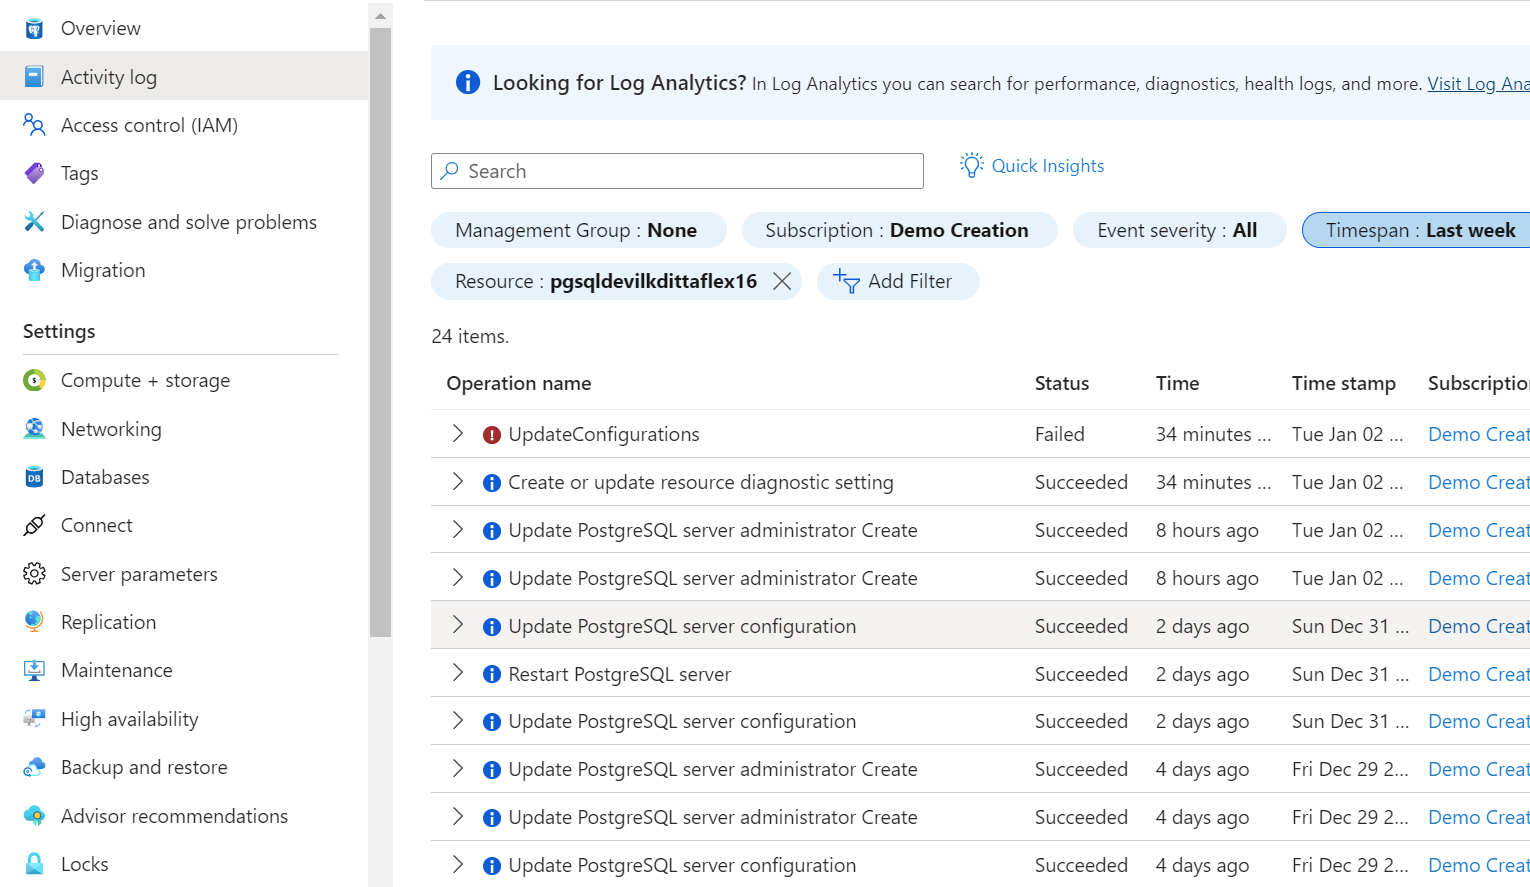 Overview
Activity log
Access control (IAM)
Tags
Diagnose and solve problems
Migration
Settings
Compute + storage
Networking
Databases
Connect
Server parameters
Replication
Maintenance
High availability
Backup and restore
Advisor recommendations
Locks
Looking for Log Analytics? In Log Analytics you can search for performance, diagnostics, health logs, and more. Visit Log Ana
Search
Quick Insights
Management Group : None
Subscription : Demo Creation
Event severity : All
Timespan : Last week
Resource : pgsqldevilkdittaflex16
Add Filter
24 items.
Operation name Status Time Time stamp Subscriptio
UpdateConfigurations Failed 34 minutes ... Tue Jan 02 ... Demo Creat
Create or update resource diagnostic setting Succeeded 34 minutes ... Tue Jan 02 ... Demo Creat
Update PostgreSQL server administrator Create Succeeded 8 hours ago Tue Jan 02 ... Demo Creat
Update PostgreSQL server administrator Create Succeeded 8 hours ago Tue Jan 02 ... Demo Creat
Update PostgreSQL server configuration Succeeded 2 days ago Sun Dec 31 ... Demo Creat
Restart PostgreSQL server Succeeded 2 days ago Sun Dec 31 ... Demo Creat
Update PostgreSQL server configuration Succeeded 2 days ago Sun Dec 31 ... Demo Creat
Update PostgreSQL server administrator Create Succeeded 4 days ago Fri Dec 29 2... Demo Creat
Update PostgreSQL server administrator Create Succeeded 4 days ago Fri Dec 29 2... Demo Creat
Update PostgreSQL server configuration Succeeded 4 days ago Fri Dec 29 2... Demo Creat